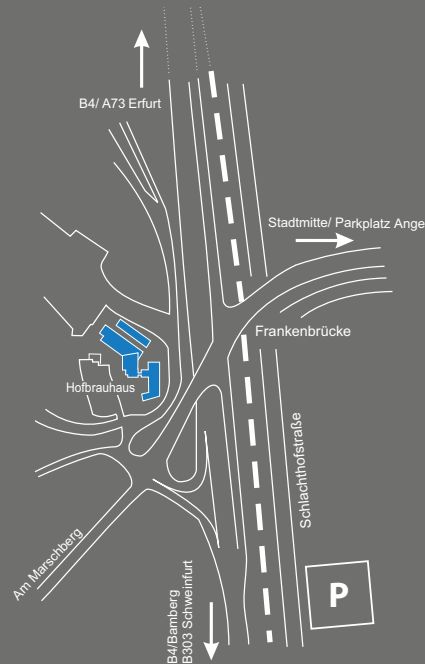 B4/ A73 Erfurt
Stadtmitte/ Parkplatz Ange
Frankenbrücke
Hofbrauhaus
Schlachthofstraße
Am Marschberg
B4/Bamberg
B303 Schweinfurt
P